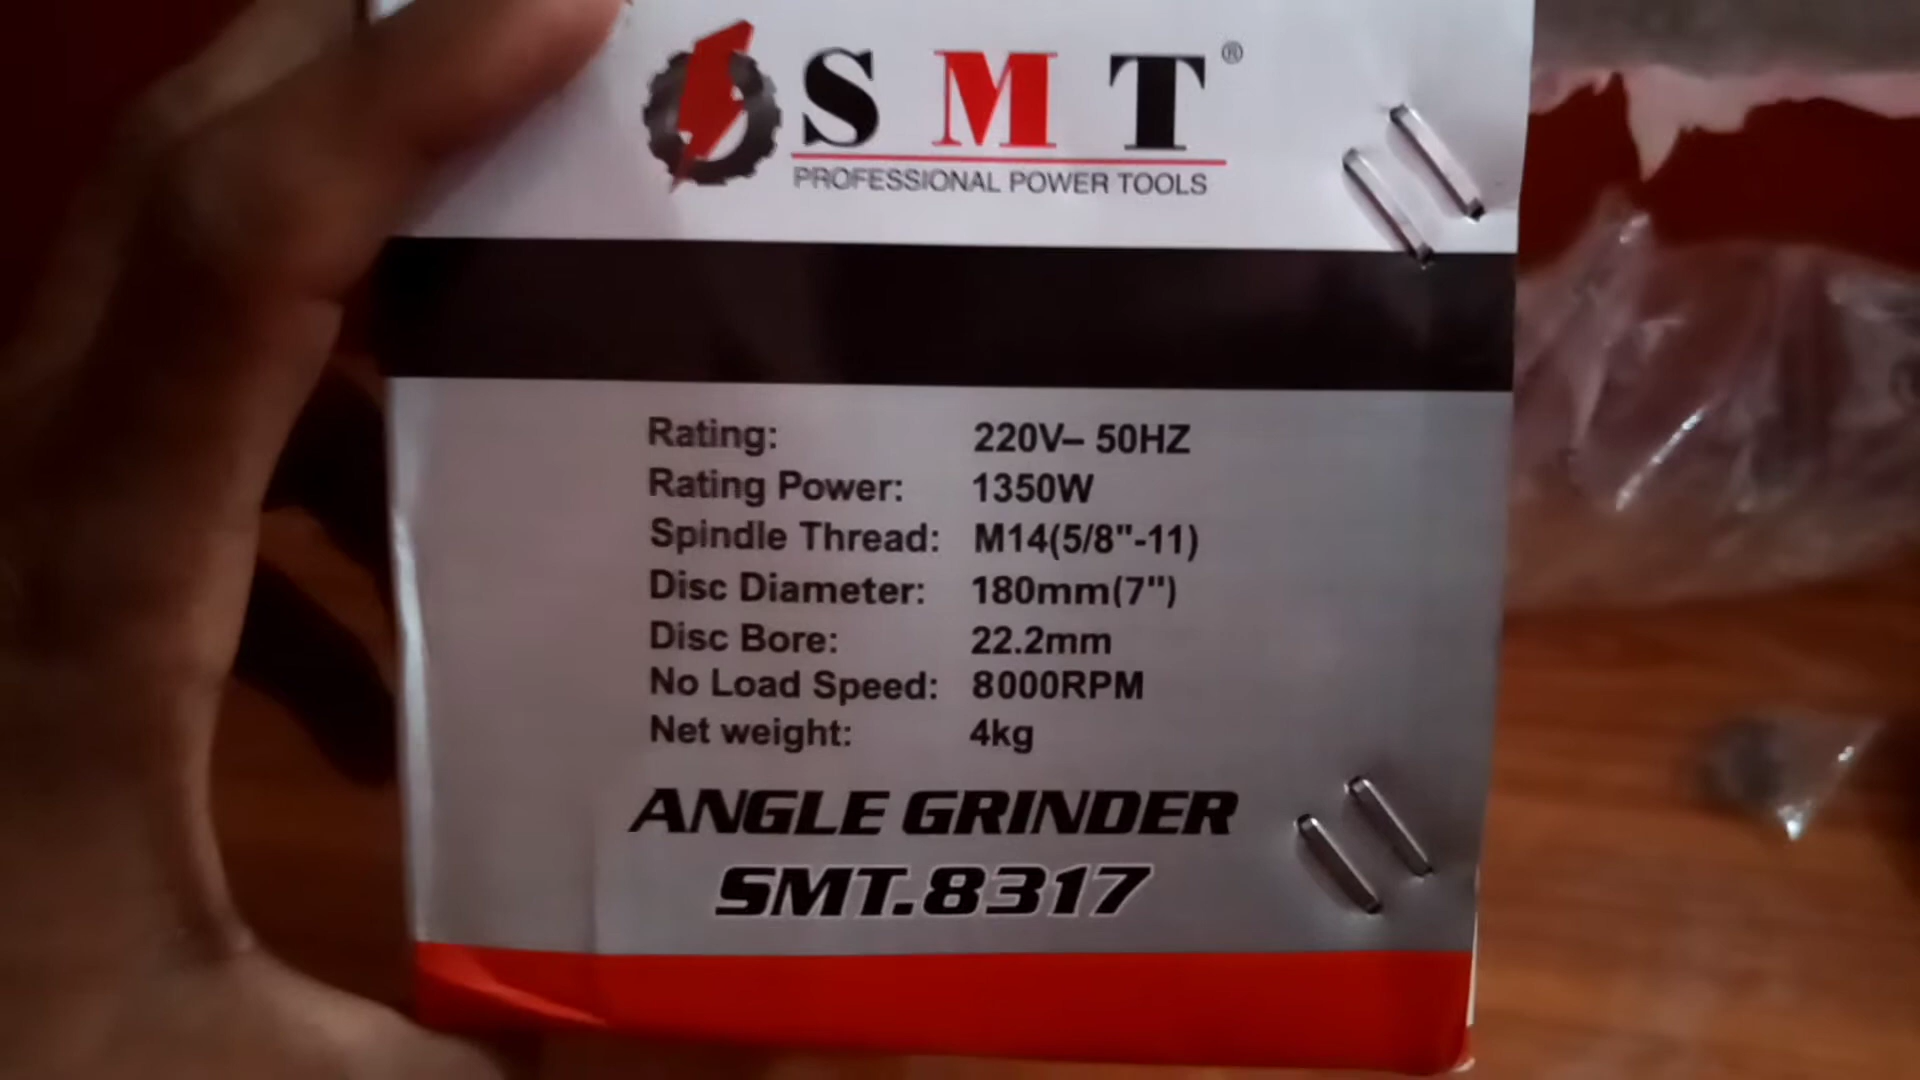 SMT®
PROFESSIONAL POWER TOOLS
Rating: 220V– 50HZ
Rating Power: 1350W
Spindle Thread: M14(5/8"-11)
Disc Diameter: 180mm(7")
Disc Bore: 22.2mm
No Load Speed: 8000RPM
Net weight: 4kg
ANGLE GRINDER
SMT.8317